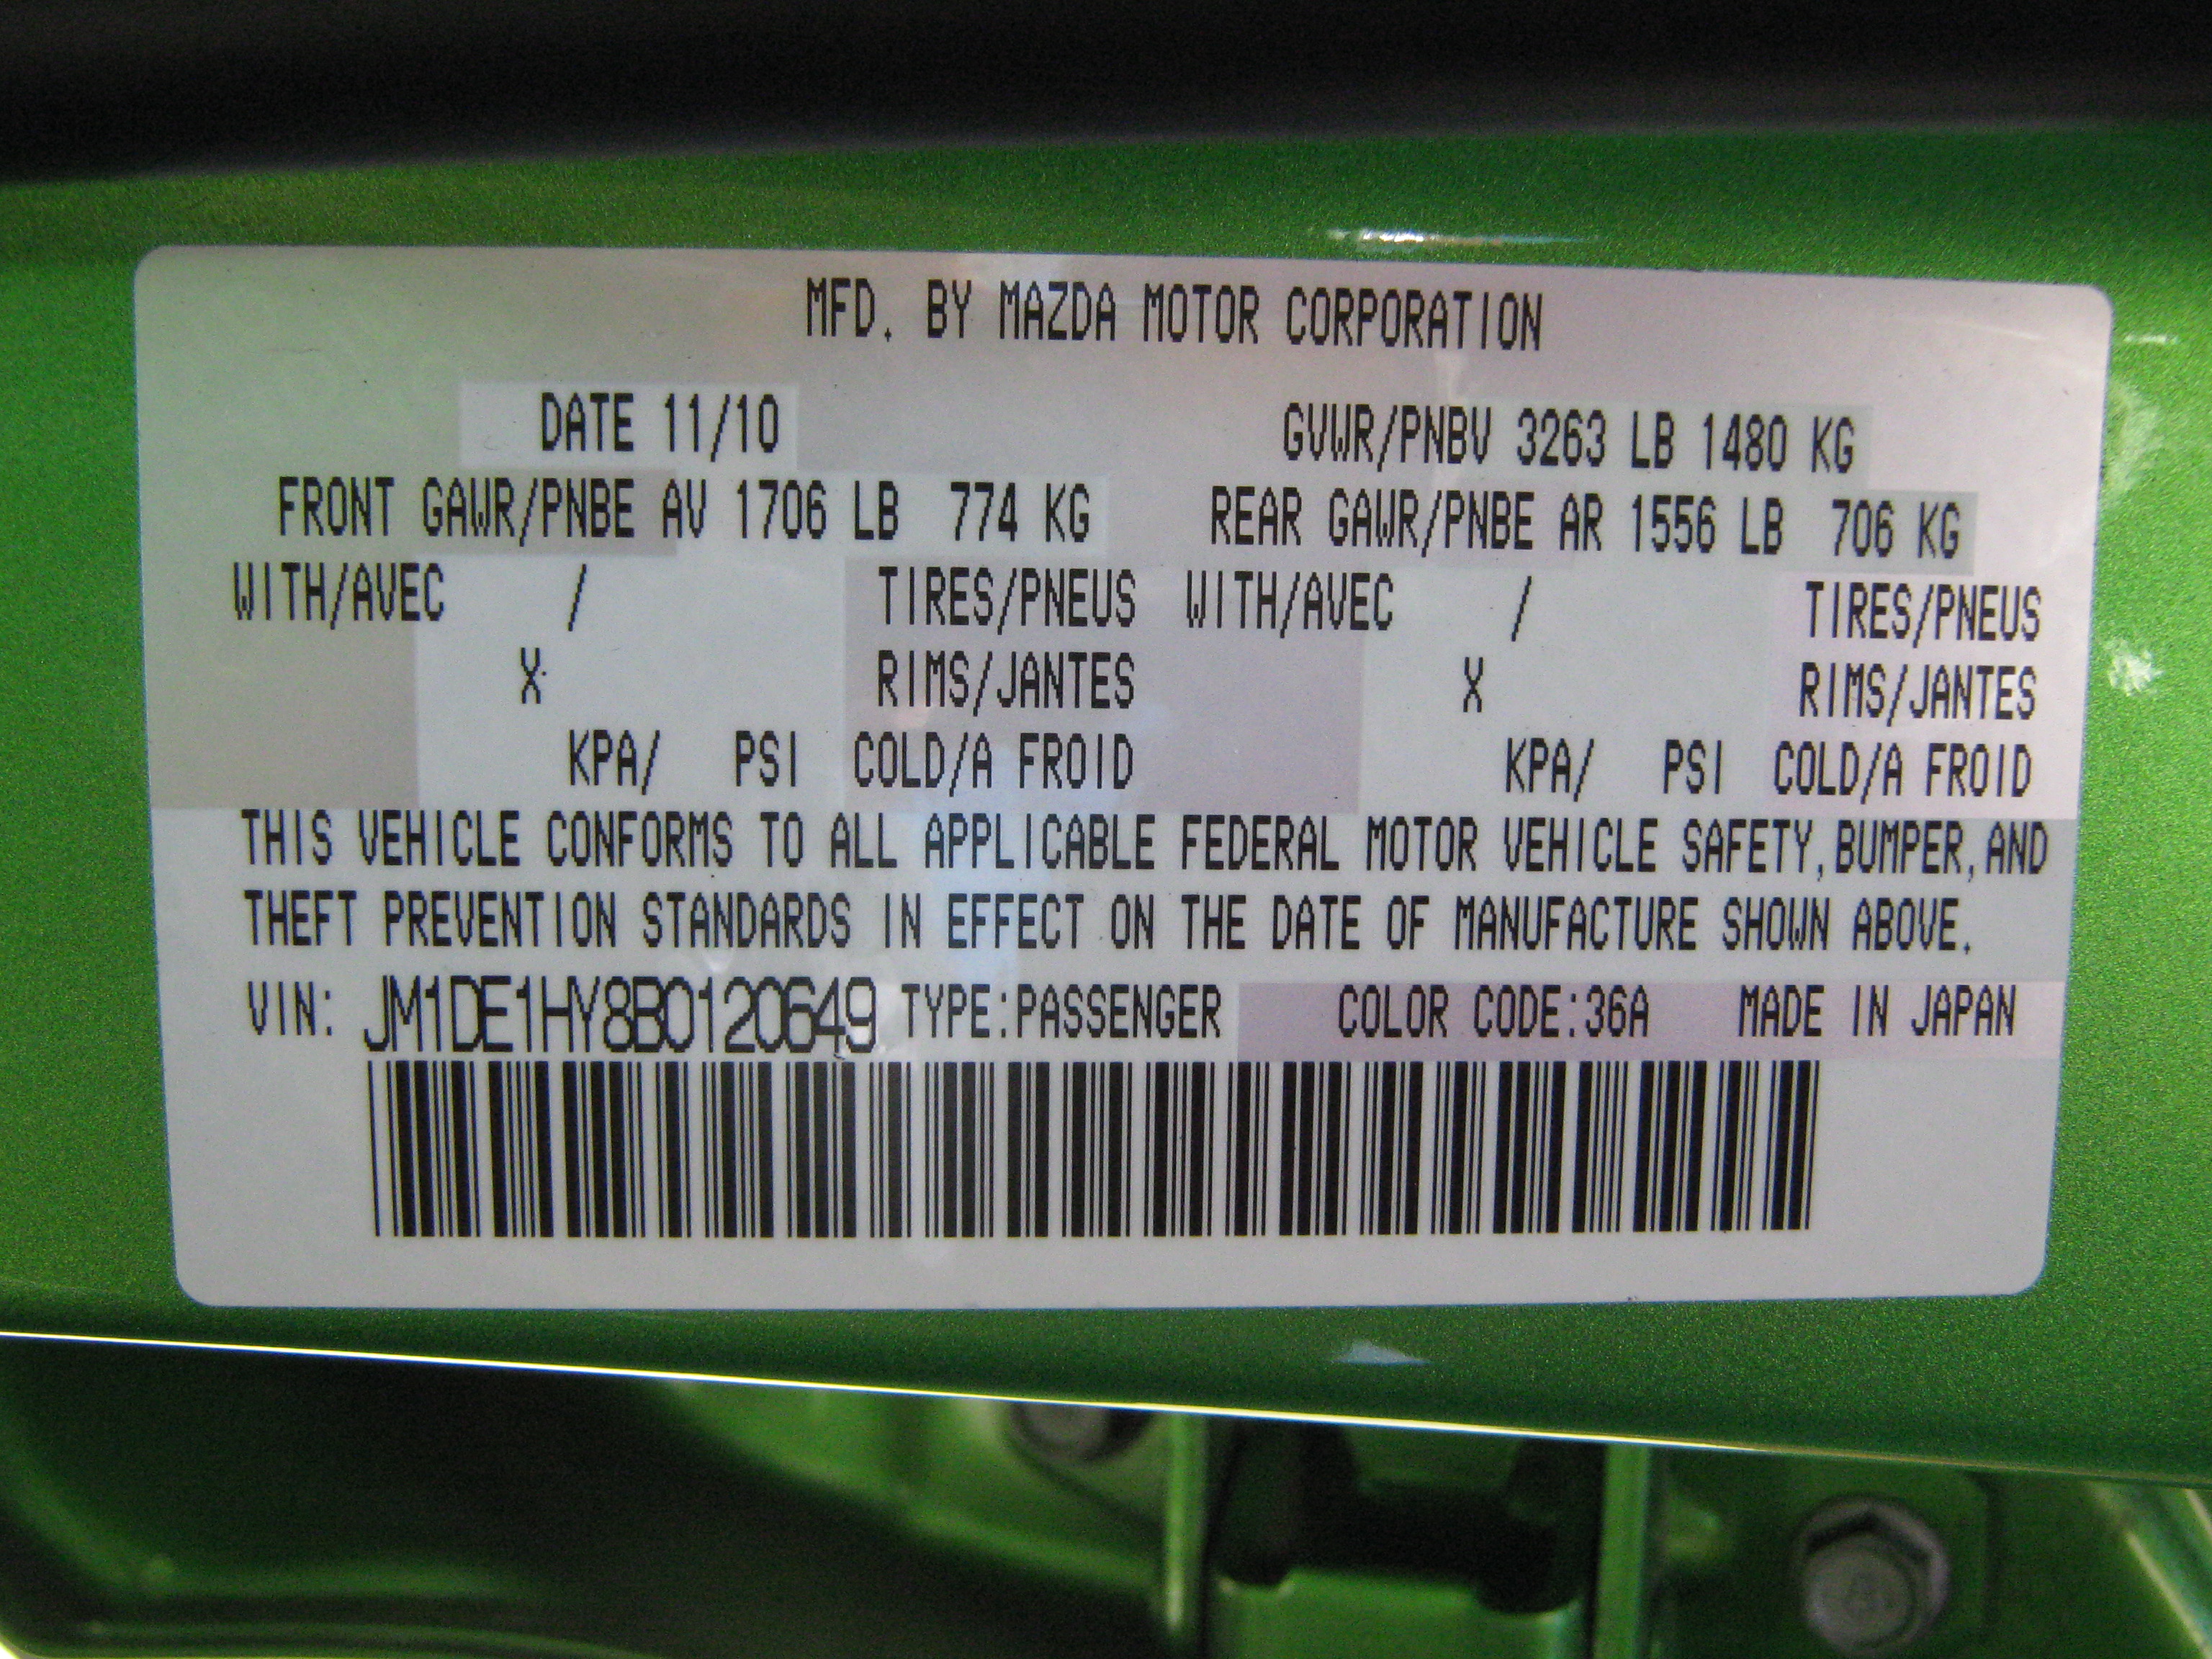 MFD. BY MAZDA MOTOR CORPORATION
DATE 11/10 GVWR/PNBV 3263 LB 1480 KG
FRONT GAWR/PNBE AV 1706 LB 774 KG REAR GAWR/PNBE AR 1556 LB 706 KG
WITH/AVEC / TIRES/PNEUS WITH/AVEC / TIRES/PNEUS
X RIMS/JANTES X RIMS/JANTES
KPA/ PSI COLD/A FROID KPA/ PSI COLD/A FROID
THIS VEHICLE CONFORMS TO ALL APPLICABLE FEDERAL MOTOR VEHICLE SAFETY,BUMPER,AND
THEFT PREVENTION STANDARDS IN EFFECT ON THE DATE OF MANUFACTURE SHOWN ABOVE.
VIN: JM1DE1HY8B0120649 TYPE:PASSENGER COLOR CODE:36A MADE IN JAPAN